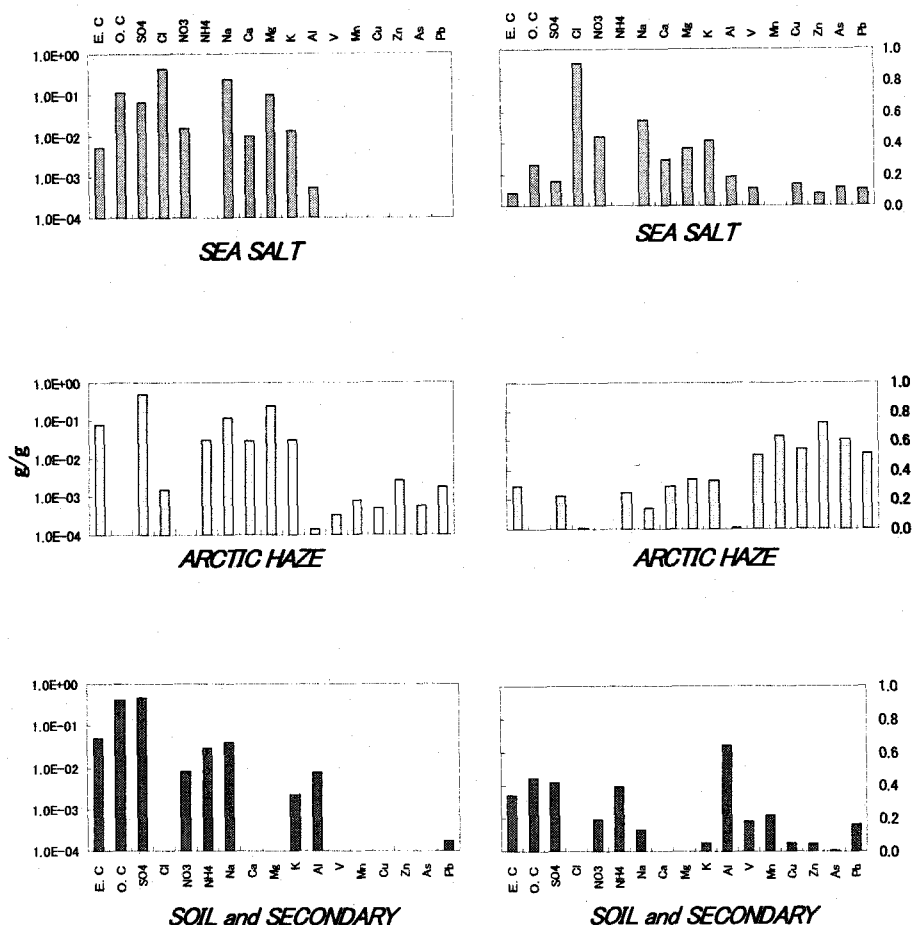 E. C O. C SO4 Cl NO3 NH4 Na Ca Mg K Al V Mn Cu Zn As Pb
1.0E+00
1.0E-01
1.0E-02
1.0E-03
1.0E-04
SEA SALT
E. C O. C SO4 Cl NO3 NH4 Na Ca Mg K Al V Mn Cu Zn As Pb
1.0
0.8
0.6
0.4
0.2
0.0
SEA SALT
g/g
1.0E+00
1.0E-01
1.0E-02
1.0E-03
1.0E-04
ARCTIC HAZE
1.0
0.8
0.6
0.4
0.2
0.0
ARCTIC HAZE
1.0E+00
1.0E-01
1.0E-02
1.0E-03
1.0E-04
E. C O. C SO4 Cl NO3 NH4 Na Ca Mg K Al V Mn Cu Zn As Pb
SOIL and SECONDARY
1.0
0.8
0.6
0.4
0.2
0.0
E. C O. C SO4 Cl NO3 NH4 Na Ca Mg K Al V Mn Cu Zn As Pb
SOIL and SECONDARY